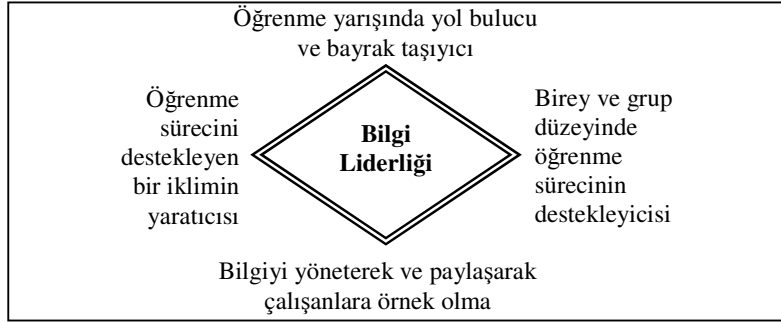 Öğrenme yarışında yol bulucu
ve bayrak taşıyıcı
Öğrenme
sürecini
destekleyen
bir iklimin
yaratıcısı
Bilgi
Liderliği
Birey ve grup
düzeyinde
öğrenme
sürecinin
destekleyicisi
Bilgiyi yöneterek ve paylaşarak
çalışanlara örnek olma